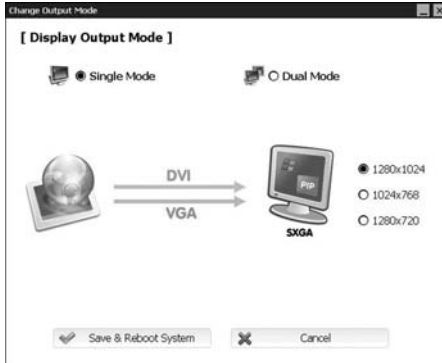 Change Output Mode
[ Display Output Mode ]
Single Mode
Dual Mode
DVI
VGA
PIP
SXGA
1280x1024
1024x768
1280x720
Save & Reboot System
Cancel